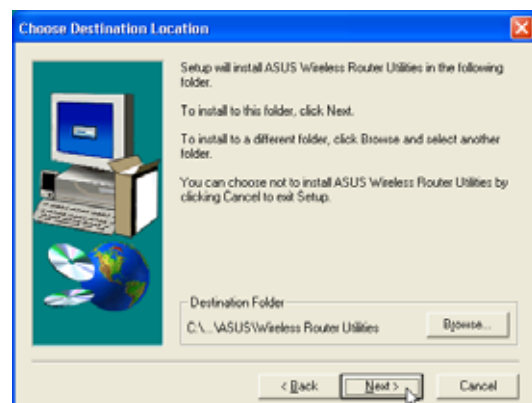 Choose Destination Location
Setup will install ASUS Wireless Router Utilities in the following
folder.
To install to this folder, click Next.
To install to a different folder, click Browse and select another
folder.
You can choose not to install ASUS Wireless Router Utilities by
clicking Cancel to exit Setup.
Destination Folder
C:\...\ASUS\Wireless Router Utilities
Browse...
< Back
Next >
Cancel